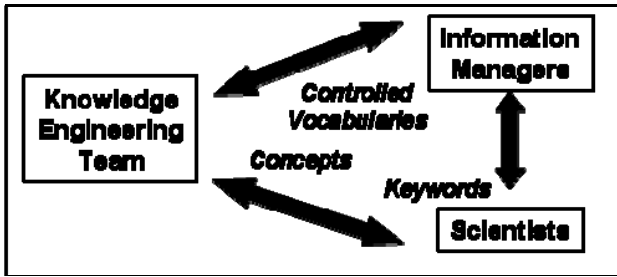 Knowledge
Engineering
Team
Controlled
Vocabularies
Concepts
Information
Managers
Keywords
Scientists